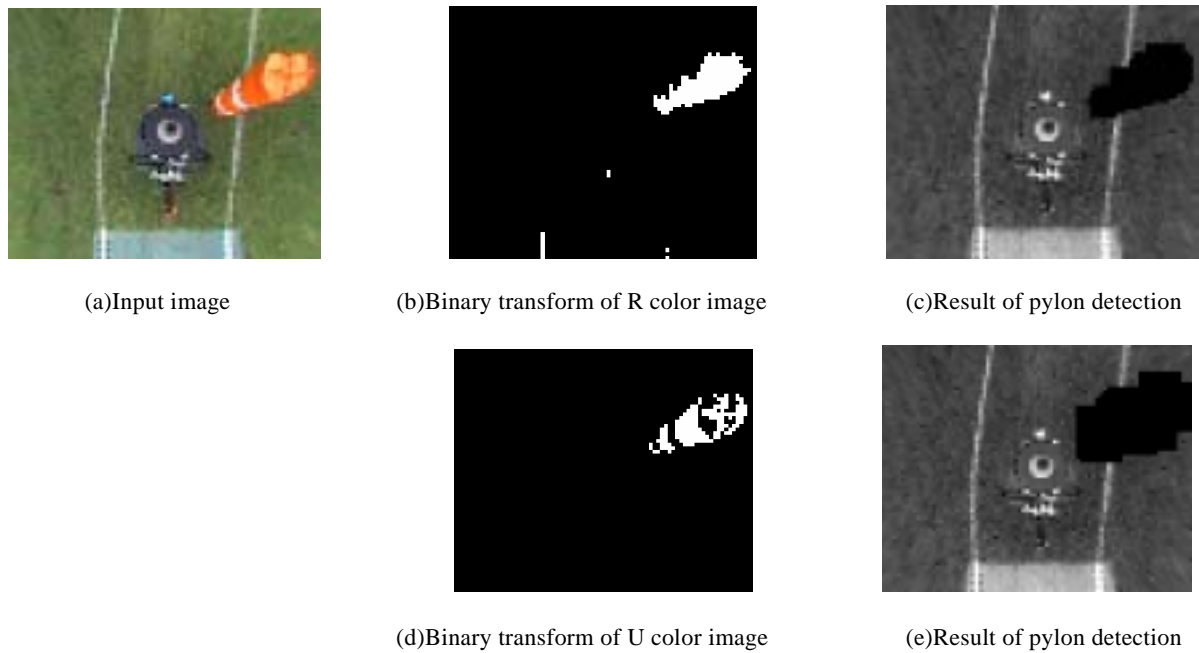 (a)Input image
(b)Binary transform of R color image
(c)Result of pylon detection
(d)Binary transform of U color image
(e)Result of pylon detection